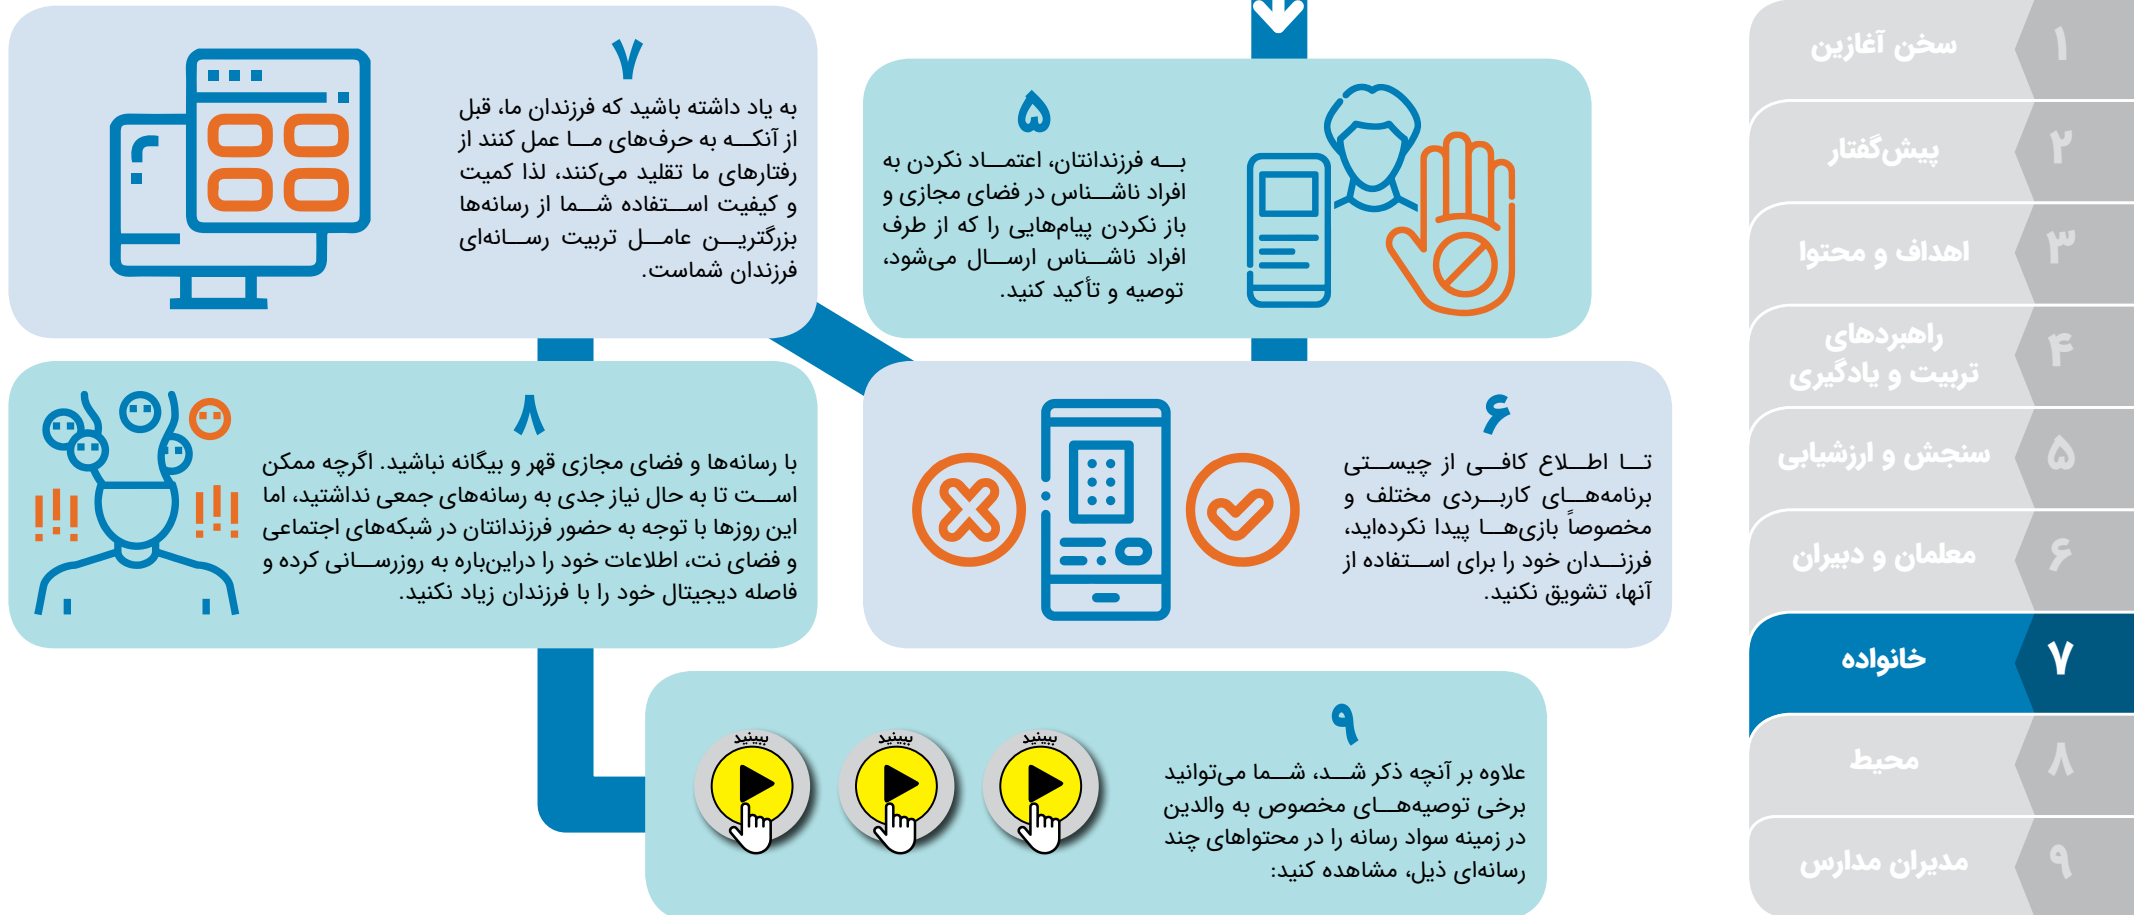 ۵
به فرزندانتان، اعتماد نکردن به
افراد ناشناس در فضای مجازی و
باز نکردن پیام‌هایی را که از طرف
افراد ناشناس ارسال می‌شود،
توصیه و تأکید کنید.
۶
تا اطلاع کافی از چیستی
برنامه‌های کاربردی مختلف و
مخصوصاً بازی‌ها پیدا نکرده‌اید،
فرزندان خود را برای استفاده از
آنها، تشویق نکنید.
۷
به یاد داشته باشید که فرزندان ما، قبل
از آنکه به حرف‌های ما عمل کنند از
رفتارهای ما تقلید می‌کنند، لذا کمیت
و کیفیت استفاده شما از رسانه‌ها
بزرگترین عامل تربیت رسانه‌ای
فرزندان شماست.
۸
با رسانه‌ها و فضای مجازی قهر و بیگانه نباشید. اگرچه ممکن
است تا به حال نیاز جدی به رسانه‌های جمعی نداشتید، اما
این روزها با توجه به حضور فرزندانتان در شبکه‌های اجتماعی
و فضای نت، اطلاعات خود را دراین‌باره به روزرسانی کرده و
فاصله دیجیتال خود را با فرزندان زیاد نکنید.
۹
علاوه بر آنچه ذکر شد، شما می‌توانید
برخی توصیه‌های مخصوص به والدین
در زمینه سواد رسانه را در محتواهای چند
رسانه‌ای ذیل، مشاهده کنید:
ببینید
ببینید
ببینید
۱ سخن آغازین
۲ پیش‌گفتار
۳ اهداف و محتوا
۴ راهبردهای
تربیت و یادگیری
۵ سنجش و ارزشیابی
۶ معلمان و دبیران
۷ خانواده
۸ محیط
۹ مدیران مدارس